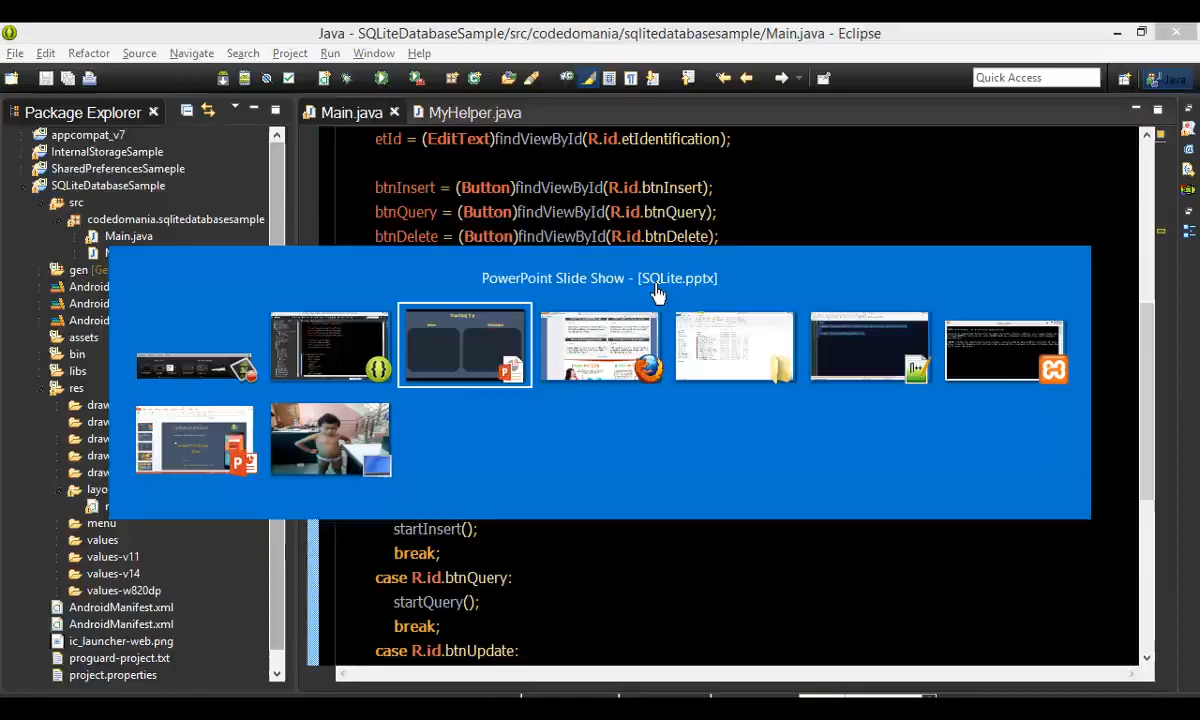 Java - SQLiteDatabaseSample/src/codedomania/sqlitedatabasesample/Main.java - Eclipse
File Edit Refactor Source Navigate Search Project Run Window Help
Quick Access
Java
Package Explorer
Main.java
MyHelper.java
appcompat_v7
InternalStorageSample
SharedPreferencesSameple
SQLiteDatabaseSample
src
codedomania.sqlitedatabasesample
Main.java
gen [Ge
Android
Android
Android
assets
bin
libs
res
draw
draw
draw
draw
draw
layo
menu
values
values-v11
values-v14
values-w820dp
AndroidManifest.xml
AndroidManifest.xml
ic_launcher-web.png
proguard-project.txt
project.properties
etId = (EditText)findViewById(R.id.etIdentification);
btnInsert = (Button)findViewById(R.id.btnInsert);
btnQuery = (Button)findViewById(R.id.btnQuery);
btnDelete = (Button)findViewById(R.id.btnDelete);
PowerPoint Slide Show - [SQLite.pptx]
Starting Up
startInsert();
break;
case R.id.btnQuery:
startQuery();
break;
case R.id.btnUpdate: